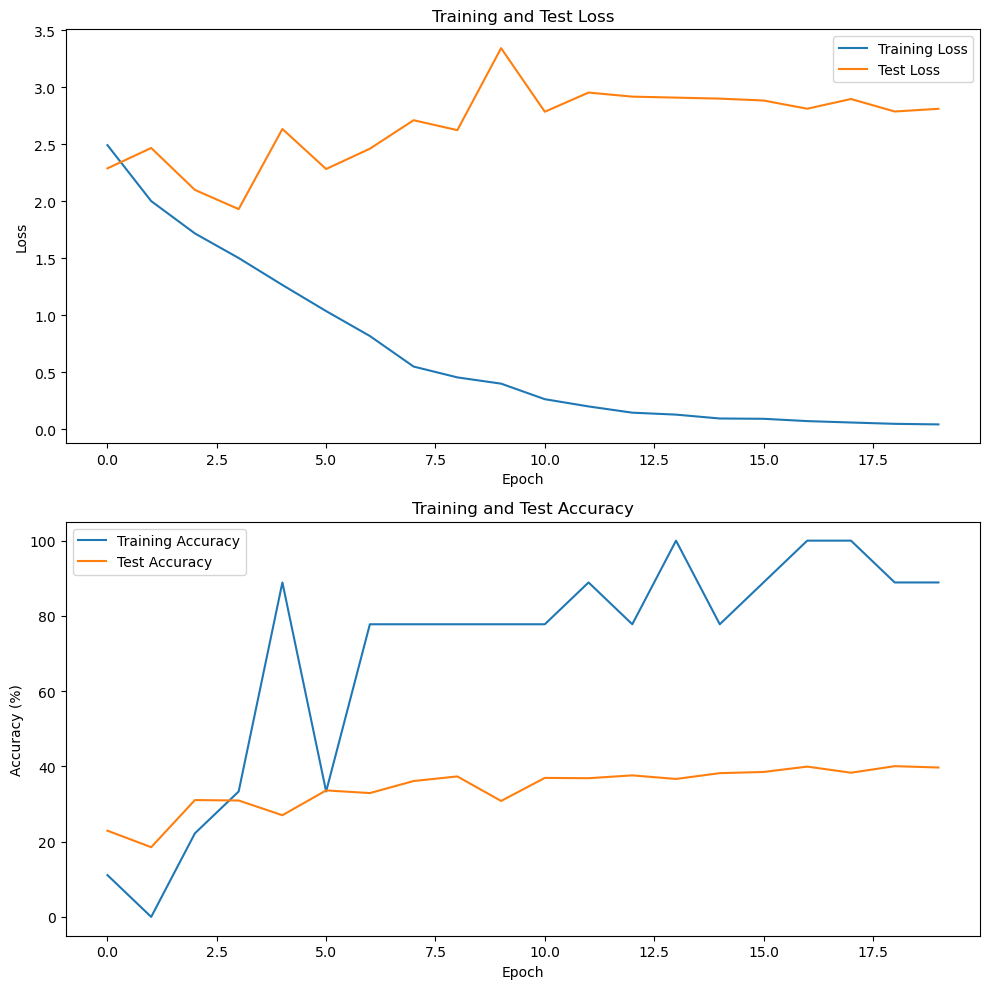 Training and Test Loss
3.5
3.0
2.5
2.0
1.5
1.0
0.5
0.0
Loss
Training Loss
Test Loss
0.0 2.5 5.0 7.5 10.0 12.5 15.0 17.5
Epoch
Training and Test Accuracy
100
80
60
40
20
0
Accuracy (%)
Training Accuracy
Test Accuracy
0.0 2.5 5.0 7.5 10.0 12.5 15.0 17.5
Epoch